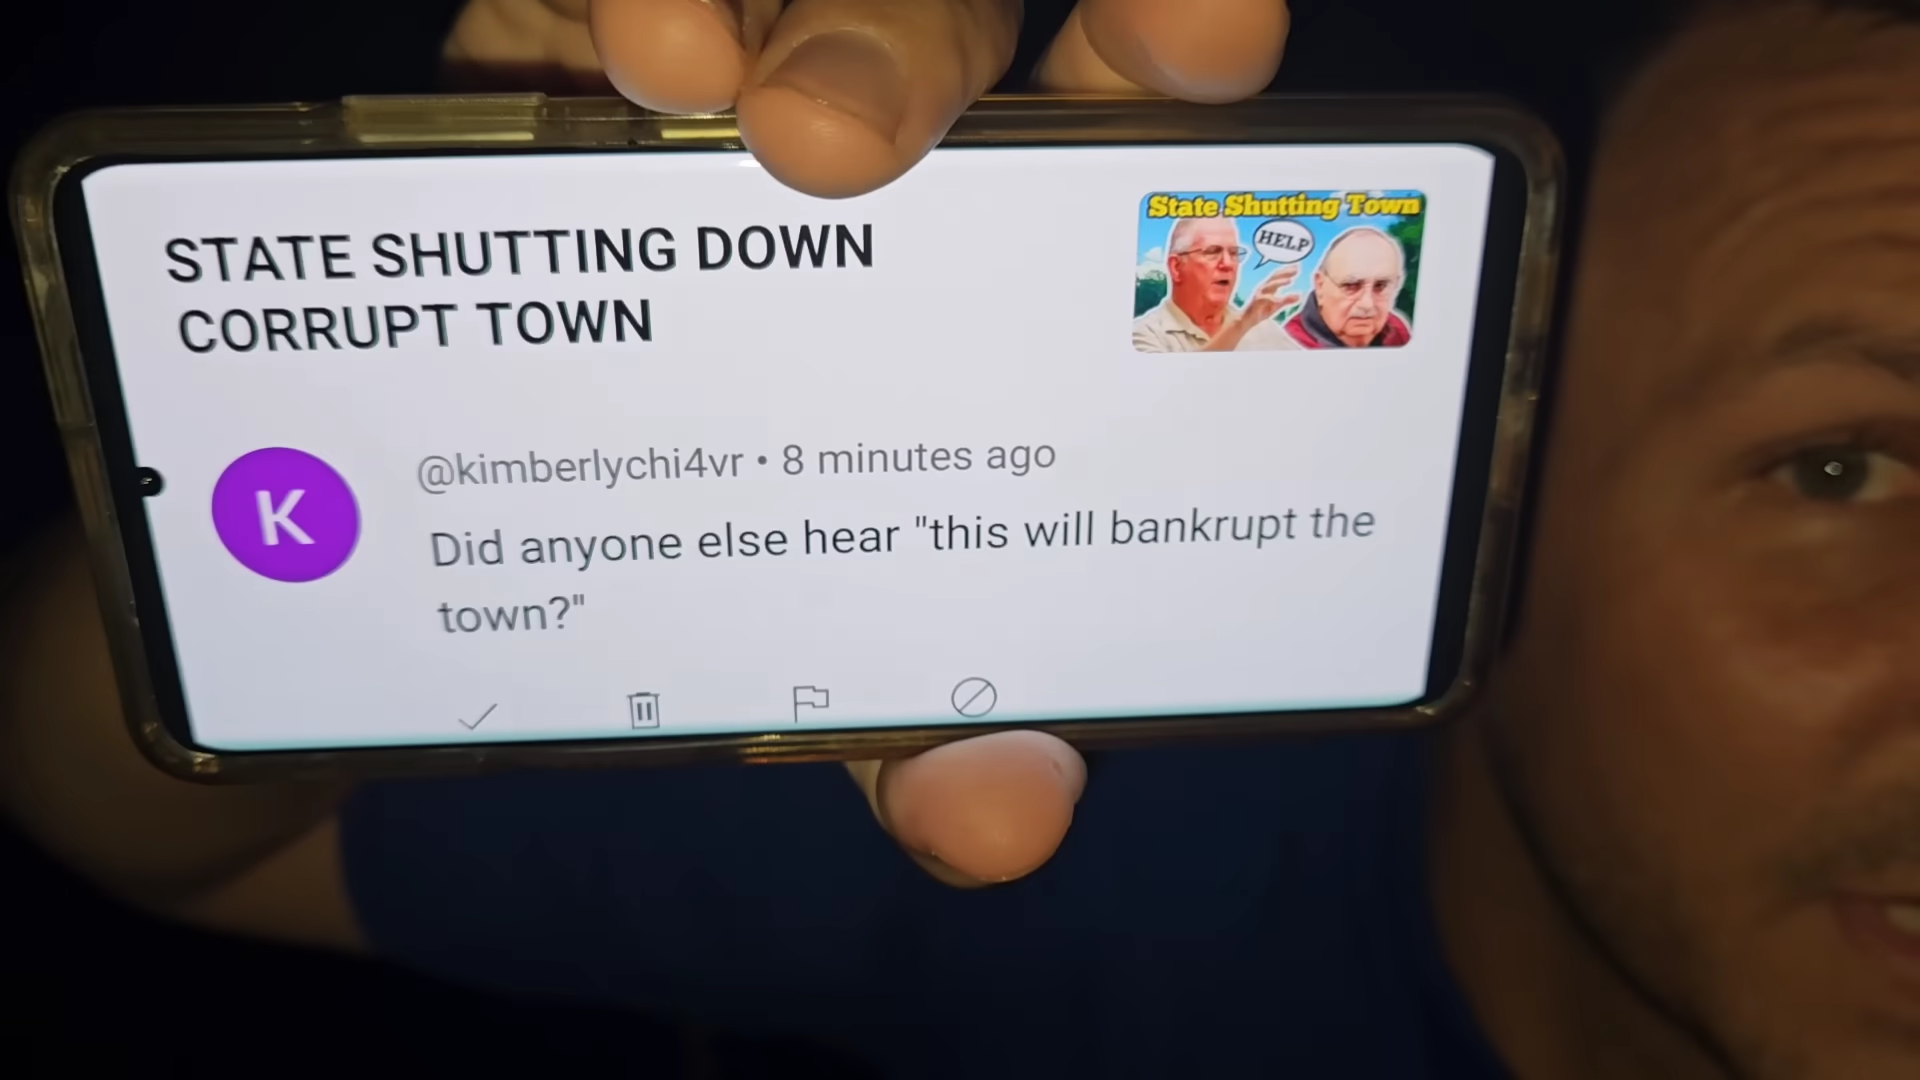 State Shutting Town
HELP
STATE SHUTTING DOWN
CORRUPT TOWN
K
@kimberlychi4vr • 8 minutes ago
Did anyone else hear "this will bankrupt the
town?"